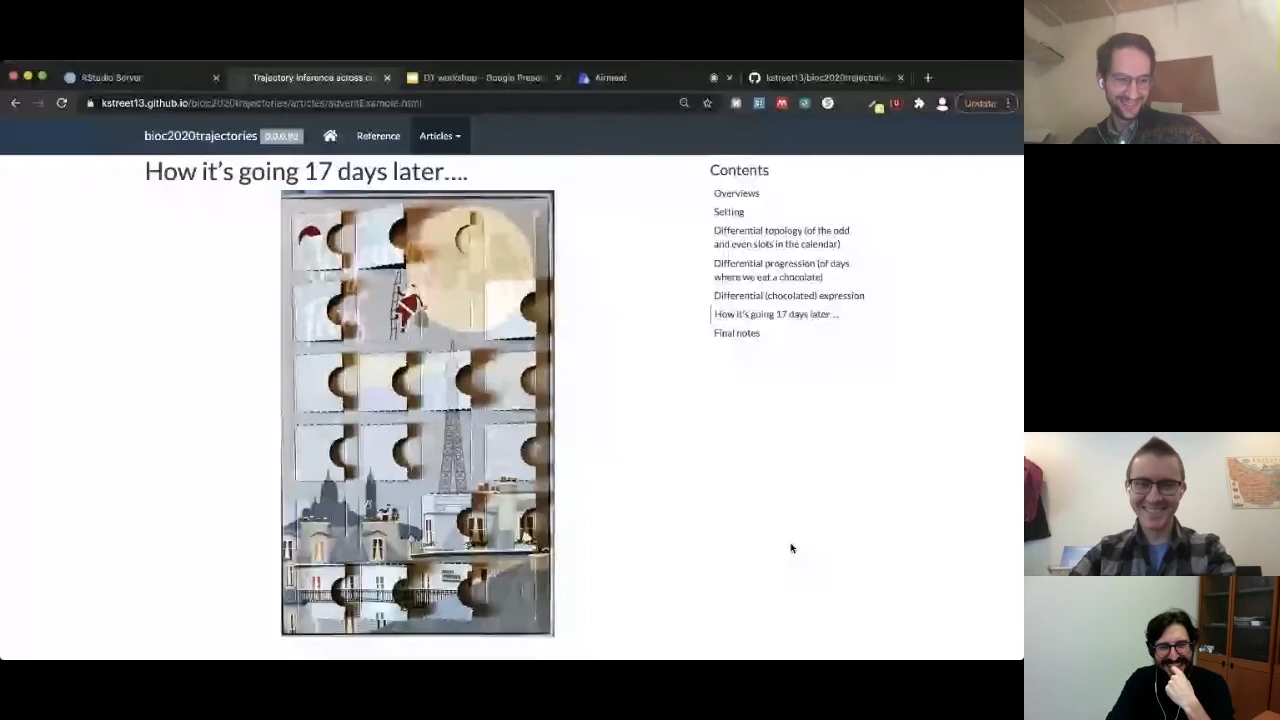 RStudio Server
Trajectory inference across co
DT workshop - Google Presen
Airmeet
kstreet13/bioc2020trajectories
kstreet13.github.io/bioc2020trajectories/articles/adventExample.html
Update
bioc2020trajectories
Reference
Articles
How it's going 17 days later....
Contents
Overviews
Setting
Differential topology (of the odd
and even slots in the calendar)
Differential progression (of days
where we eat a chocolate)
Differential (chocolated) expression
How it's going 17 days later ...
Final notes